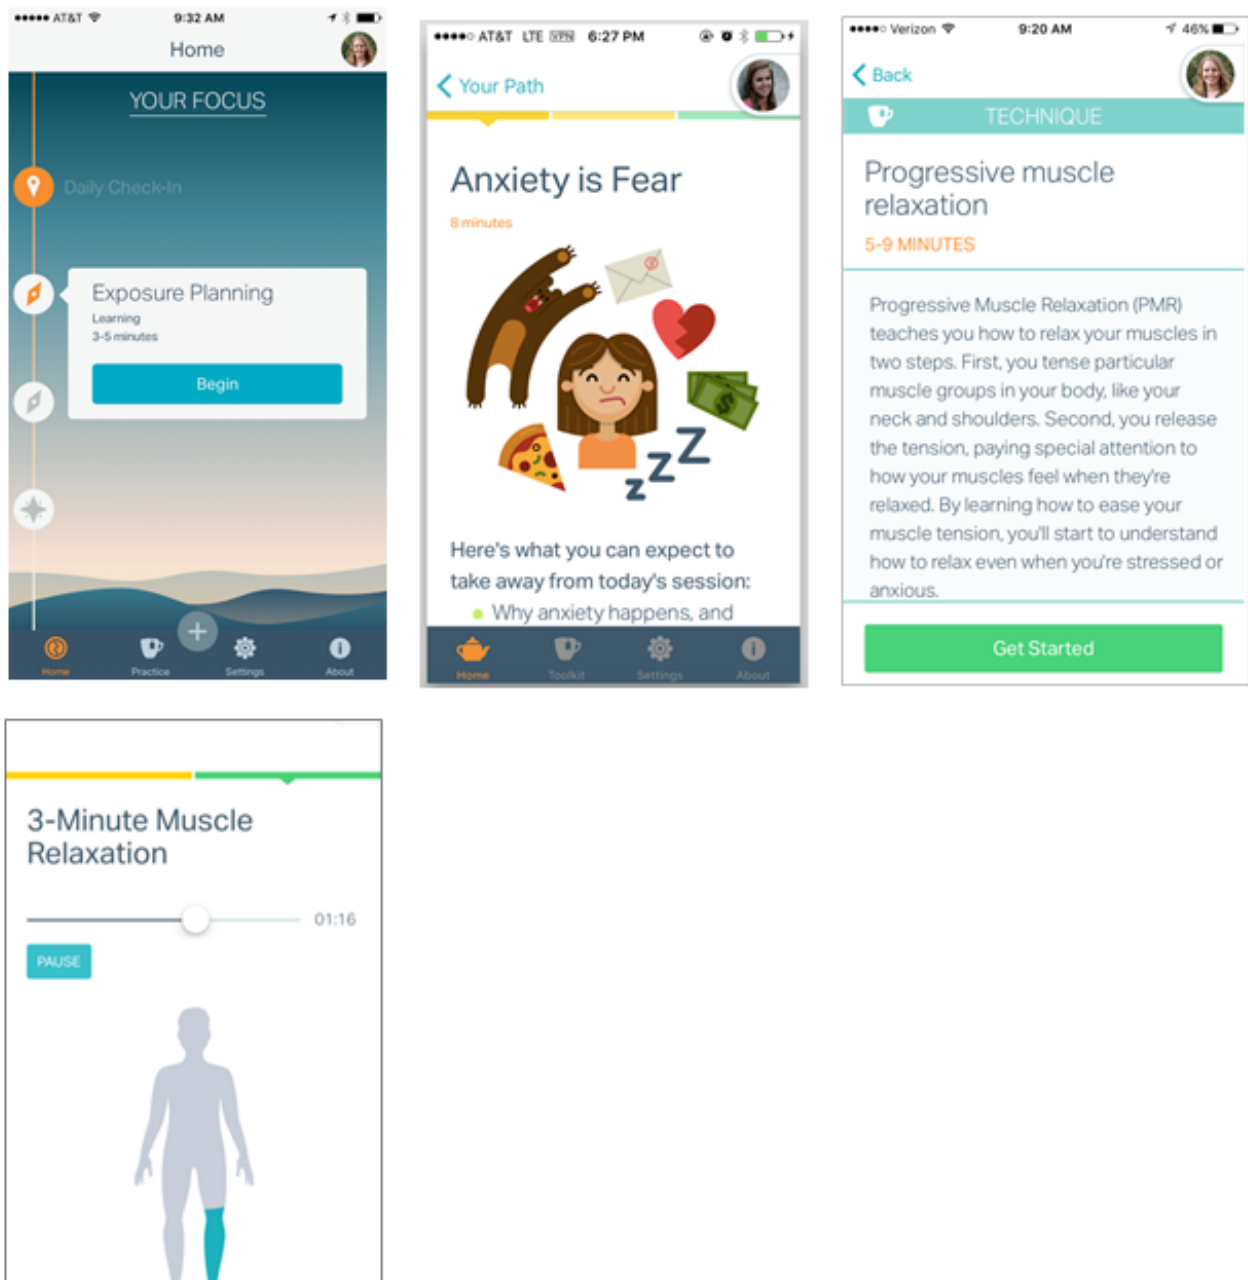 AT&T 9:32 AM
Home
YOUR FOCUS
Daily Check-In
Exposure Planning
Learning
3-5 minutes
Begin
Home Practice Settings About
AT&T LTE VPN 6:27 PM
Your Path
Anxiety is Fear
8 minutes
$
z Z Z
Here's what you can expect to
take away from today's session:
Why anxiety happens, and
Home Toolkit Settings About
Verizon 9:20 AM 46%
Back
TECHNIQUE
Progressive muscle
relaxation
5-9 MINUTES
Progressive Muscle Relaxation (PMR)
teaches you how to relax your muscles in
two steps. First, you tense particular
muscle groups in your body, like your
neck and shoulders. Second, you release
the tension, paying special attention to
how your muscles feel when they're
relaxed. By learning how to ease your
muscle tension, you'll start to understand
how to relax even when you're stressed or
anxious.
Get Started
3-Minute Muscle
Relaxation
01:16
PAUSE